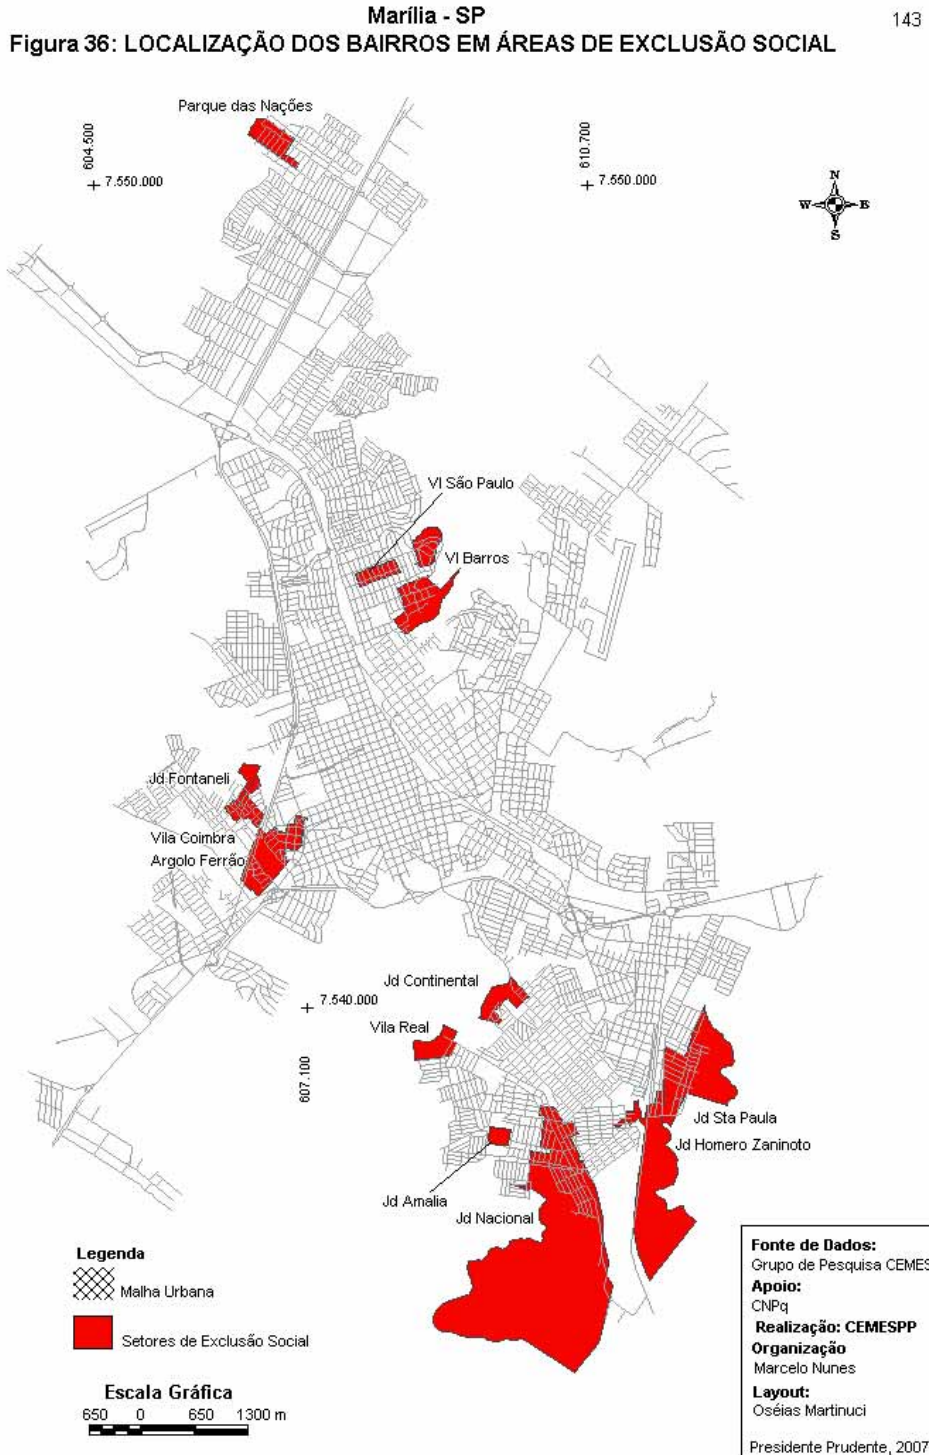 Marília - SP
143
Figura 36: LOCALIZAÇÃO DOS BAIRROS EM ÁREAS DE EXCLUSÃO SOCIAL
Parque das Nações
604.500
7.550.000
610.700
7.550.000
N
W E
S
Vl São Paulo
Vl Barros
Jd Fontaneli
Vila Coimbra
Argolo Ferrão
Jd Continental
7.540.000
607.100
Vila Real
Jd Sta Paula
Jd Homero Zaninoto
Jd Amalia
Jd Nacional
Legenda
Malha Urbana
Setores de Exclusão Social
Escala Gráfica
650 0 650 1300 m
Fonte de Dados:
Grupo de Pesquisa CEMES
Apoio:
CNPq
Realização: CEMESPP
Organização
Marcelo Nunes
Layout:
Oséias Martinuci
Presidente Prudente, 2007